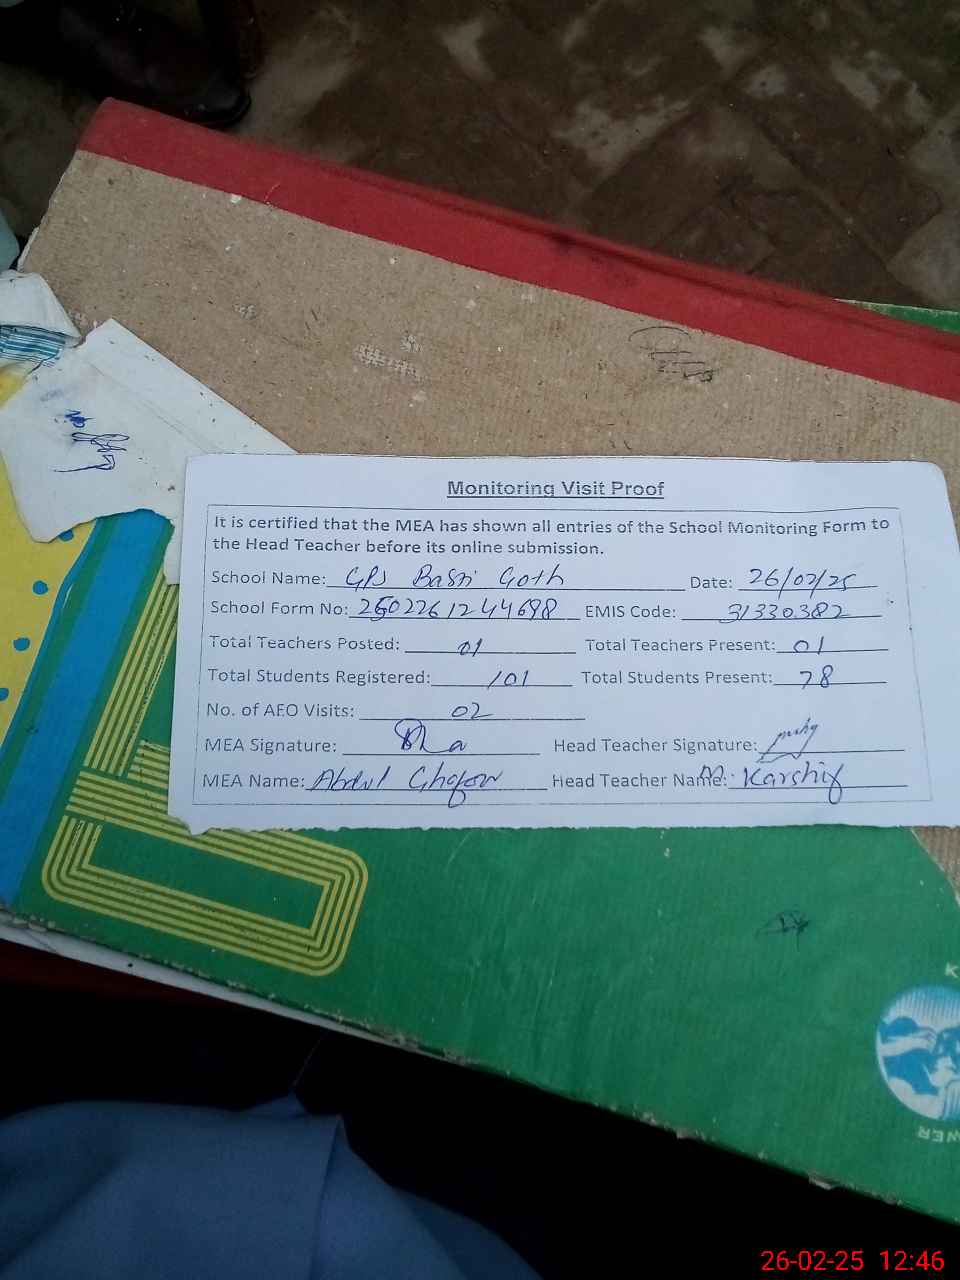 Monitoring Visit Proof
It is certified that the MEA has shown all entries of the School Monitoring Form to
the Head Teacher before its online submission.
School Name: GPS Basti Goth Date: 26/02/25
School Form No: 2502261244698 EMIS Code: 31330382
Total Teachers Posted: 01 Total Teachers Present: 01
Total Students Registered: 101 Total Students Present: 78
No. of AEO Visits: 02
MEA Signature: Head Teacher Signature:
MEA Name: Abdul Ghafoor Head Teacher Name: M. Karshif
26-02-25 12:46